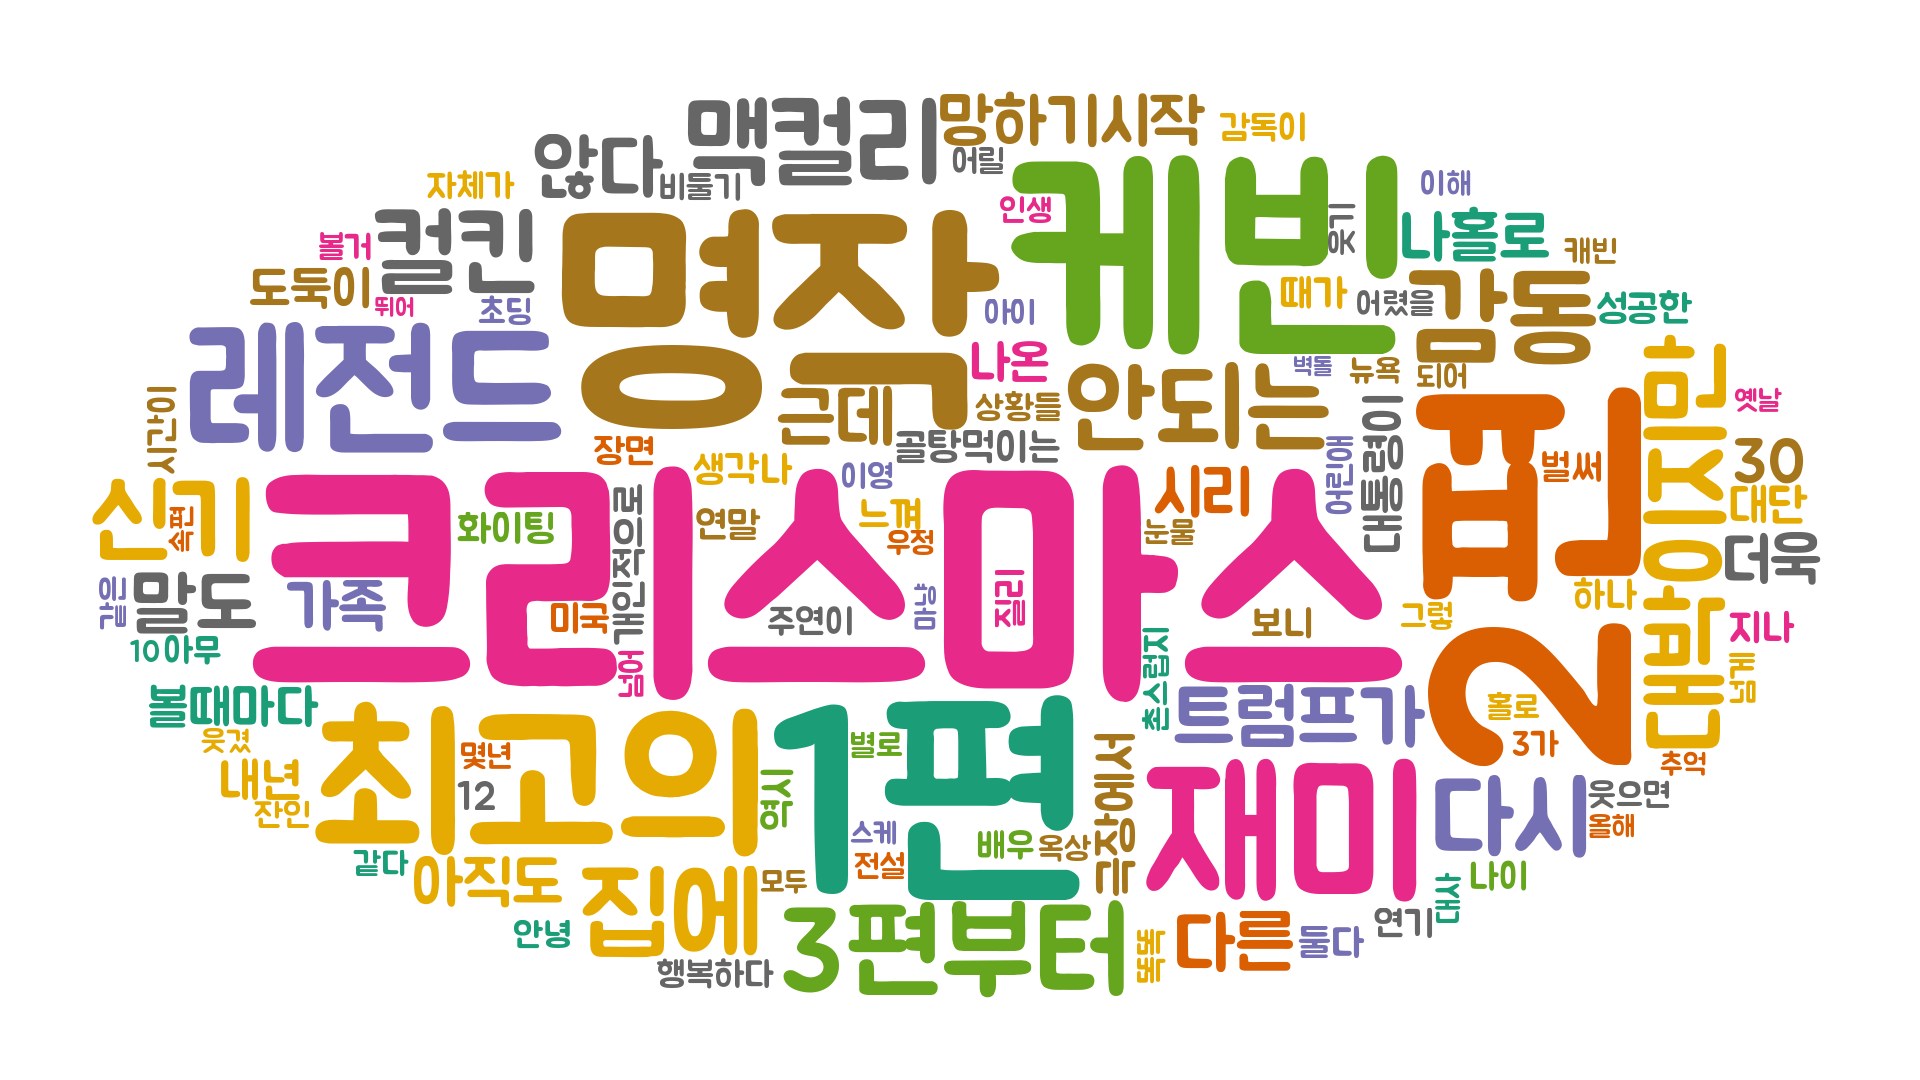 맥컬리
망하기시작
감독이
않다
비둘기
어릴
케빈
자체가
인생
이해
볼거
컬킨
명작
웃기
나홀로
캐빈
도둑이
뛰어
초딩
아이
때가
어렸을
감동
성공한
레전드
나온
벽돌
뉴욕
되어
만
시간이
근데
상황들
안되는
대통령이
2편
옛날
장면
골탕먹이는
지
30
신기
속편
생각나
이영
시리
어린애
벌써
대단
크리스마스
화이팅
개인적으로
연말
느껴
우정
눈물
야
더욱
같읜
말도
가족
미국
주연이
질리
보니
그렇
하나
대박
지나
10
아무
넘어
촌스럽지
넘게
볼때마다
최고의
1편
별로
트럼프가
홀로
3가
추억
웃겼
내년
잔인
몇년
12
역시
극장에서
재미
다시
웃으면
올해
같다
아직도
집에
모두
스케
전설
배우
옥상
대사
나이
안녕
행복하다
3편부터
똑똑
다른
둘다
연기